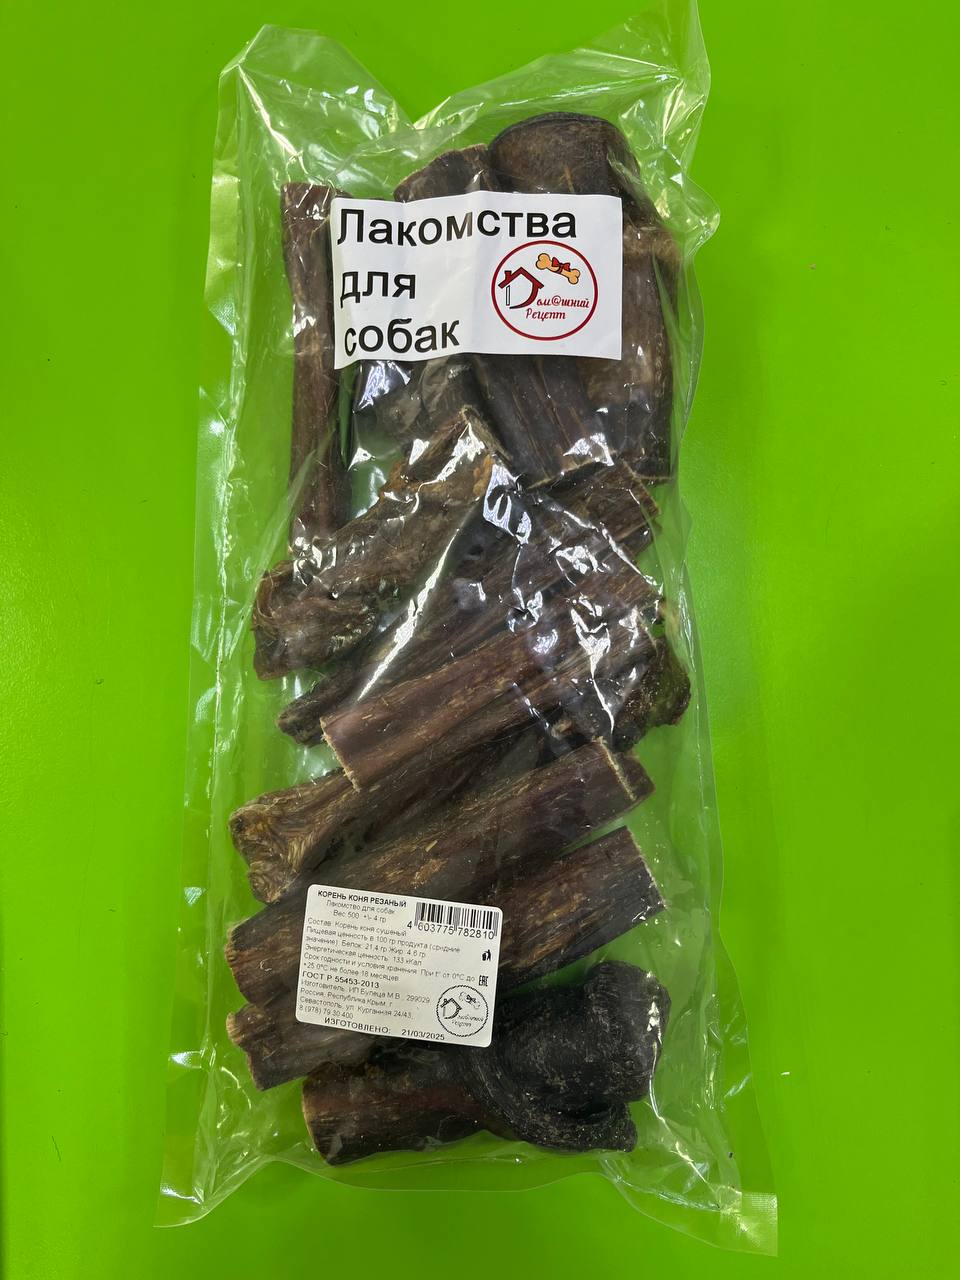 Лакомства
для
собак
Дом@шний
Рецепт
КОРЕНЬ КОНЯ РЕЗАНЫЙ
Лакомство для собак
Вес 500 +\- 4 гр
4 603775 782810
Состав: Корень коня сушеный
Пищевая ценность в 100 гр продукта (средние
значение): Белок: 21,4 гр Жир: 4,6 гр
Энергетическая ценность: 133 кКал
Срок годности и условия хранения: При t° от 0°С до
+25 0°С не более 18 месяцев
ГОСТ Р 55453-2013
Изготовитель: ИП Булеца М.В., 299029
Россия, Республика Крым, г.
Севастополь, ул. Курганная 24/43,
8 (978) 79 30 400
EAC
Рецепт
ИЗГОТОВЛЕНО: 21/03/2025